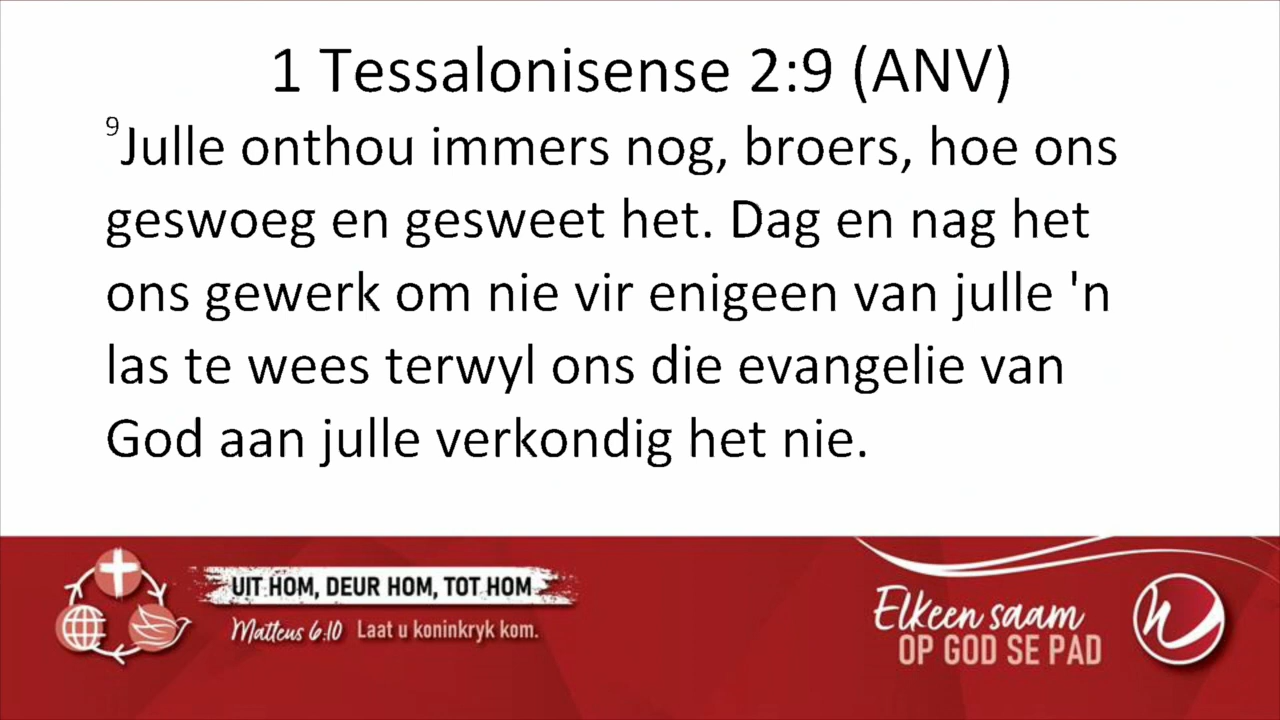 1 Tessalonisense 2:9 (ANV)
9Julle onthou immers nog, broers, hoe ons
geswoeg en gesweet het. Dag en nag het
ons gewerk om nie vir enigeen van julle 'n
las te wees terwyl ons die evangelie van
God aan julle verkondig het nie.
UIT HOM, DEUR HOM, TOT HOM
Matteus 6:10 Laat u koninkryk kom.
Elkeen saam
OP GOD SE PAD